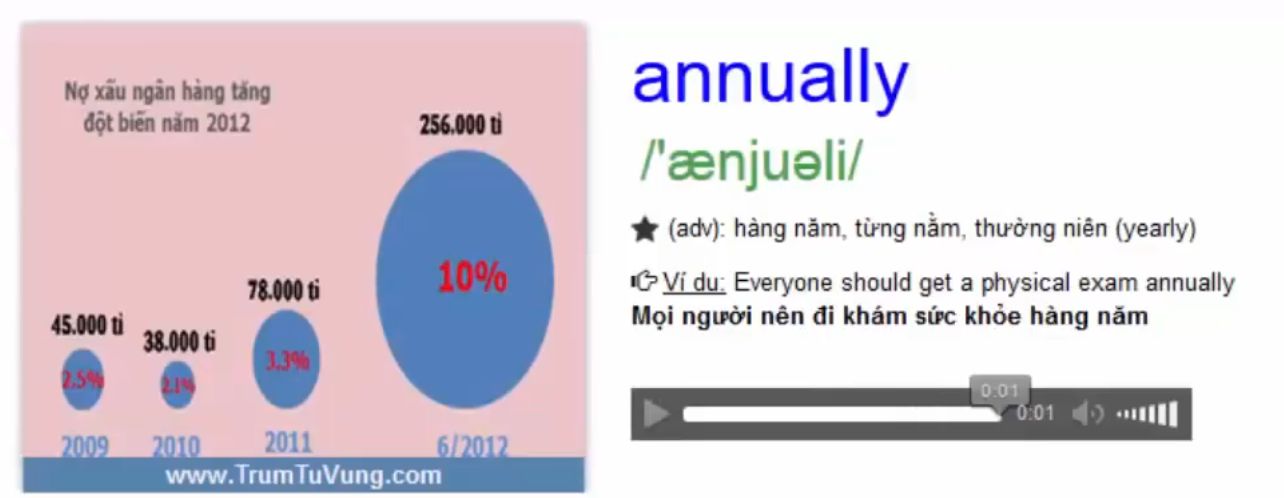 Nợ xấu ngân hàng tăng
đột biến năm 2012
256.000 tỉ
10%
78.000 tỉ
3.3%
45.000 tỉ
2.5%
38.000 tỉ
2.1%
2009 2010 2011 6/2012
www.TrumTuVung.com
annually
/'ænjuəli/
★ (adv): hàng năm, từng nằm, thường niên (yearly)
Ví dụ: Everyone should get a physical exam annually
Mọi người nên đi khám sức khỏe hàng năm
0:01
0:01